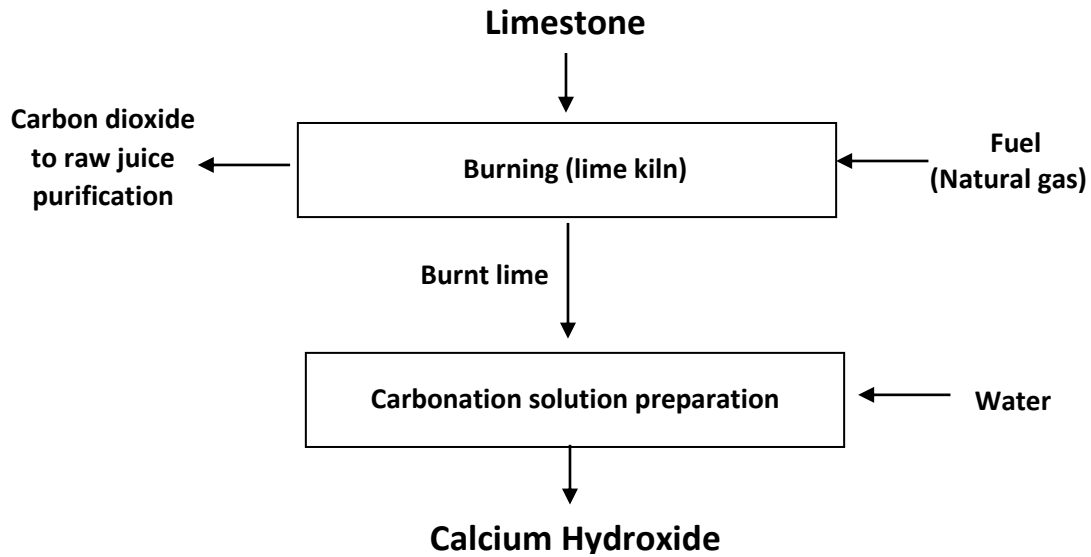 Limestone
Carbon dioxide
to raw juice
purification
Burning (lime kiln)
Fuel
(Natural gas)
Burnt lime
Carbonation solution preparation
Water
Calcium Hydroxide